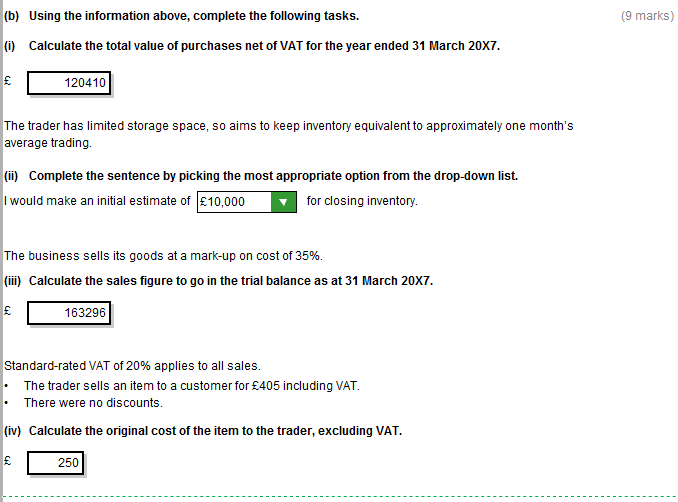 (b) Using the information above, complete the following tasks. (9 marks)
(i) Calculate the total value of purchases net of VAT for the year ended 31 March 20X7.
£ 120410
The trader has limited storage space, so aims to keep inventory equivalent to approximately one month's
average trading.
(ii) Complete the sentence by picking the most appropriate option from the drop-down list.
I would make an initial estimate of £10,000 for closing inventory.
The business sells its goods at a mark-up on cost of 35%.
(iii) Calculate the sales figure to go in the trial balance as at 31 March 20X7.
£ 163296
Standard-rated VAT of 20% applies to all sales.
• The trader sells an item to a customer for £405 including VAT.
• There were no discounts.
(iv) Calculate the original cost of the item to the trader, excluding VAT.
£ 250